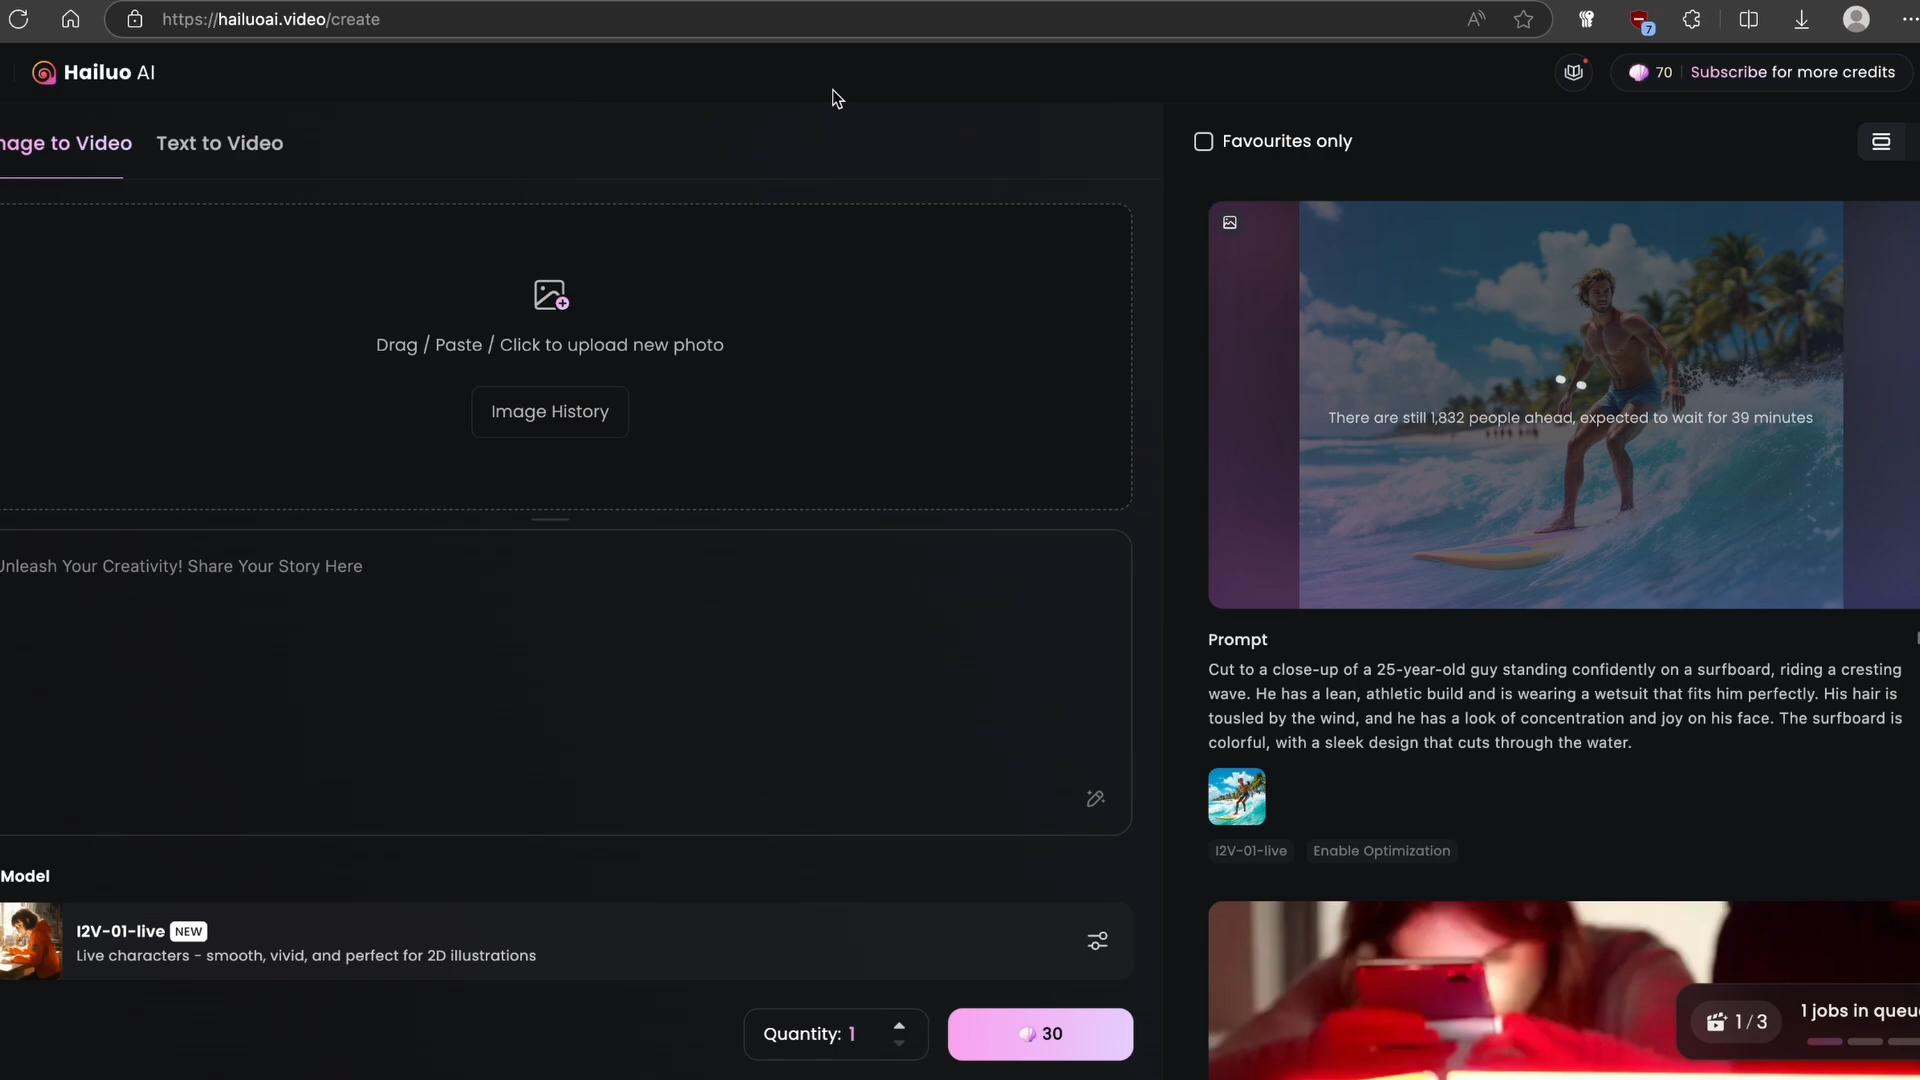 https://hailuoai.video/create
7
Hailuo AI
70 | Subscribe for more credits
mage to Video
Text to Video
Favourites only
Drag / Paste / Click to upload new photo
Image History
There are still 1,832 people ahead, expected to wait for 39 minutes
Unleash Your Creativity! Share Your Story Here
Prompt
Cut to a close-up of a 25-year-old guy standing confidently on a surfboard, riding a cresting
wave. He has a lean, athletic build and is wearing a wetsuit that fits him perfectly. His hair is
tousled by the wind, and he has a look of concentration and joy on his face. The surfboard is
colorful, with a sleek design that cuts through the water.
I2V-01-live
Enable Optimization
Model
I2V-01-live NEW
Live characters - smooth, vivid, and perfect for 2D illustrations
Quantity: 1
30
1 / 3
1 jobs in queu